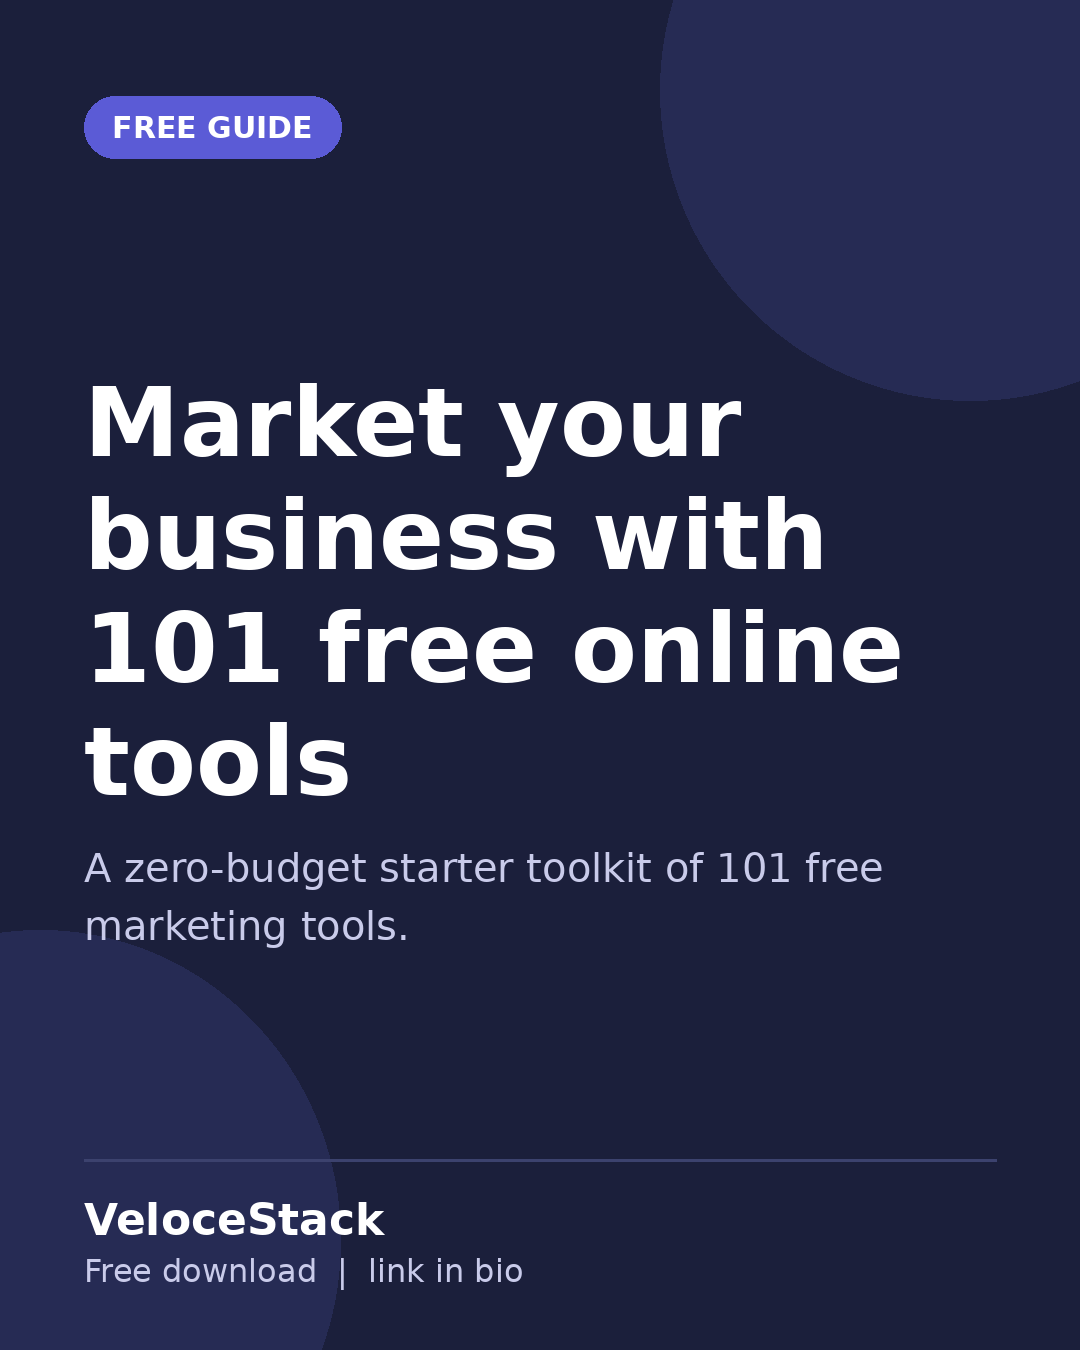 FREE GUIDE
Market your
business with
101 free online
tools
A zero-budget starter toolkit of 101 free
marketing tools.
VeloceStack
Free download | link in bio